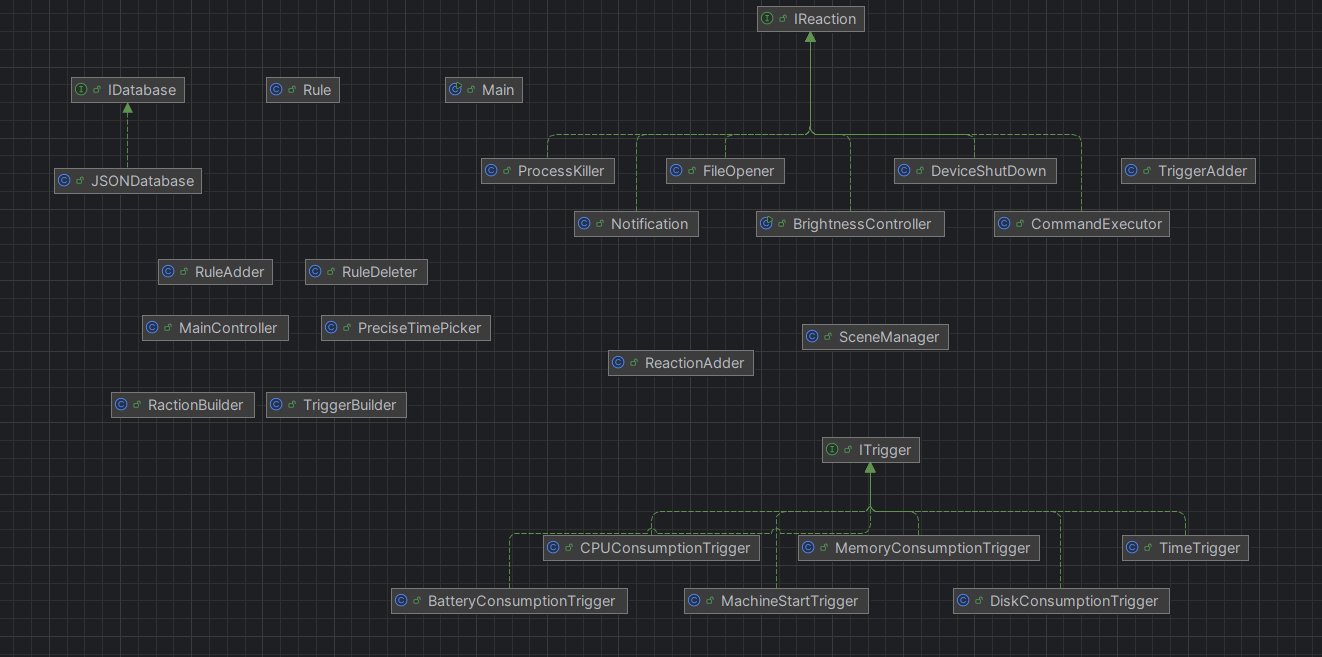 IReaction
IDatabase
Rule
Main
ProcessKiller
FileOpener
DeviceShutDown
TriggerAdder
JSONDatabase
Notification
BrightnessController
CommandExecutor
RuleAdder
RuleDeleter
MainController
PreciseTimePicker
SceneManager
ReactionAdder
RactionBuilder
TriggerBuilder
ITrigger
CPUConsumptionTrigger
MemoryConsumptionTrigger
TimeTrigger
BatteryConsumptionTrigger
MachineStartTrigger
DiskConsumptionTrigger